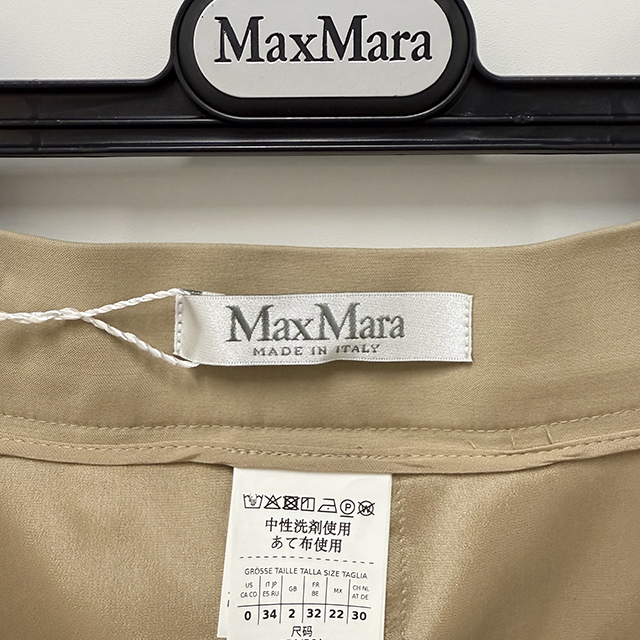 MaxMara
MaxMara
MADE IN ITALY
中性洗剤使用
あて布使用
GRÖSSE TAILLE TALLA SIZE TAGLIA
US CA CO IT JP ES RU GB FR BE MX CH NL AT DE
0 34 2 32 22 30
尺码